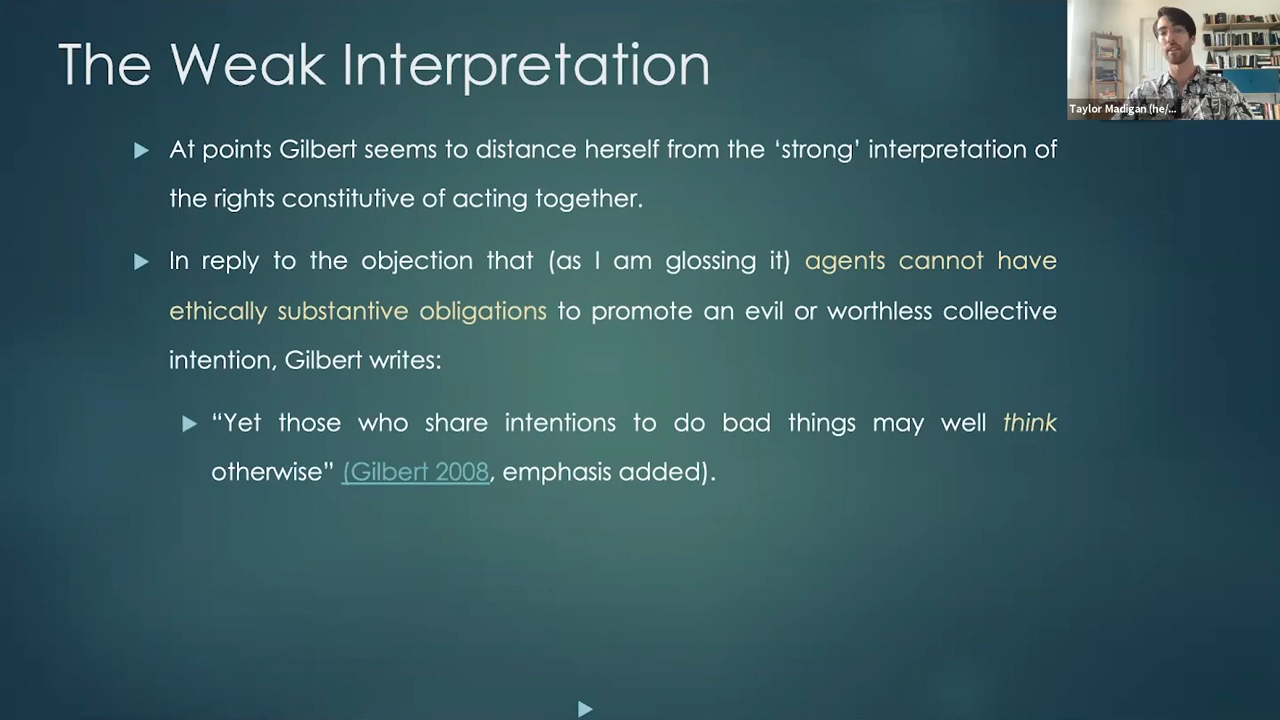 The Weak Interpretation
At points Gilbert seems to distance herself from the ‘strong’ interpretation of
the rights constitutive of acting together.
In reply to the objection that (as I am glossing it) agents cannot have
ethically substantive obligations to promote an evil or worthless collective
intention, Gilbert writes:
“Yet those who share intentions to do bad things may well think
otherwise” (Gilbert 2008, emphasis added).
Taylor Madigan (he/...